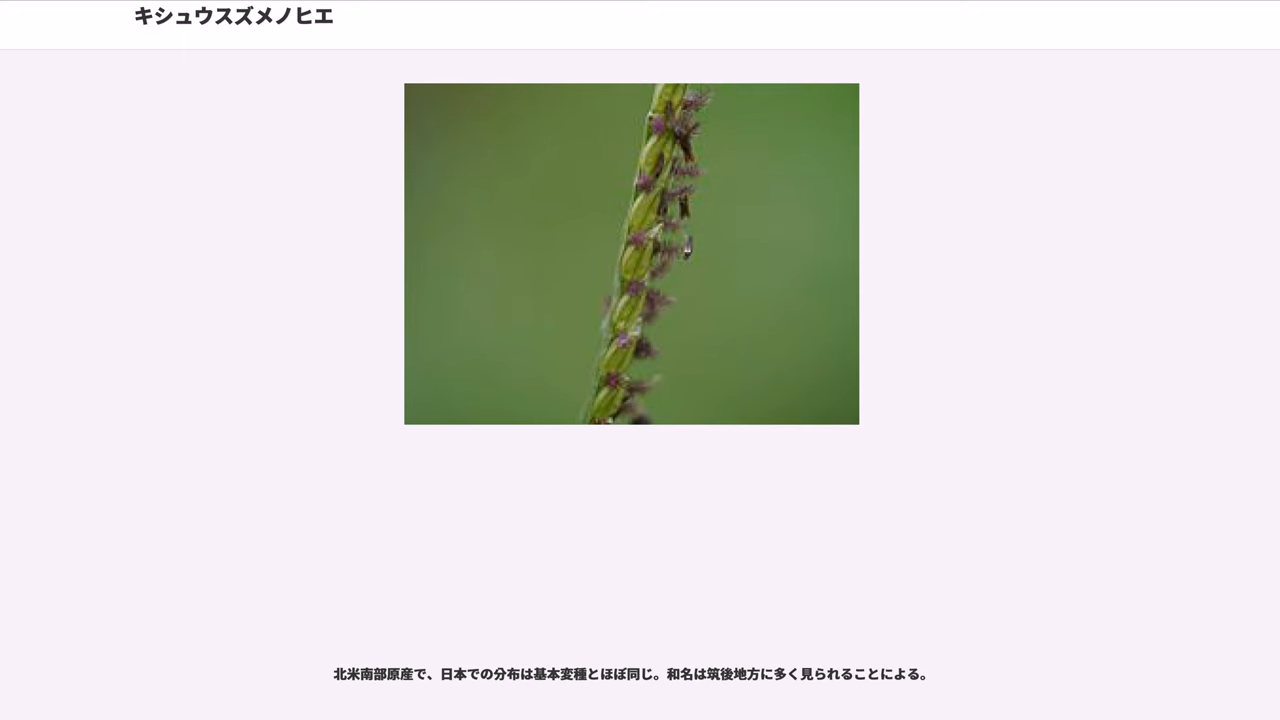 キシュウスズメノヒエ
北米南部原産で、日本での分布は基本変種とほぼ同じ。和名は筑後地方に多く見られることによる。